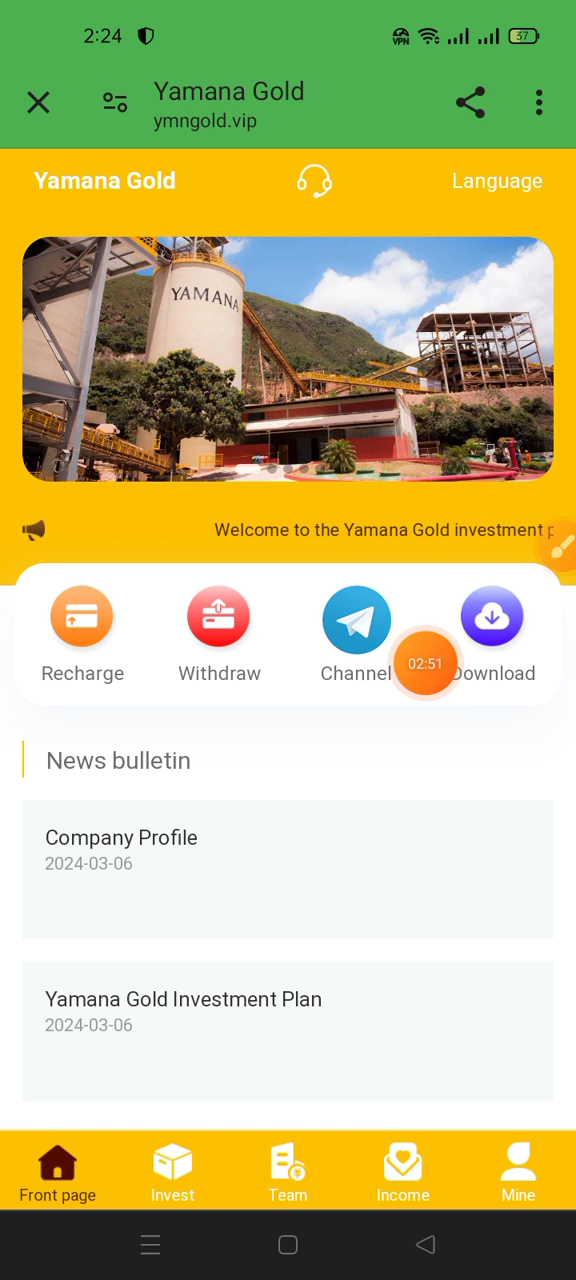 2:24
VPN
37
Yamana Gold
ymngold.vip
Yamana Gold
Language
YAMANA
Welcome to the Yamana Gold investment
Recharge
Withdraw
Channel
02:51
Download
News bulletin
Company Profile
2024-03-06
Yamana Gold Investment Plan
2024-03-06
Front page
Invest
Team
Income
Mine